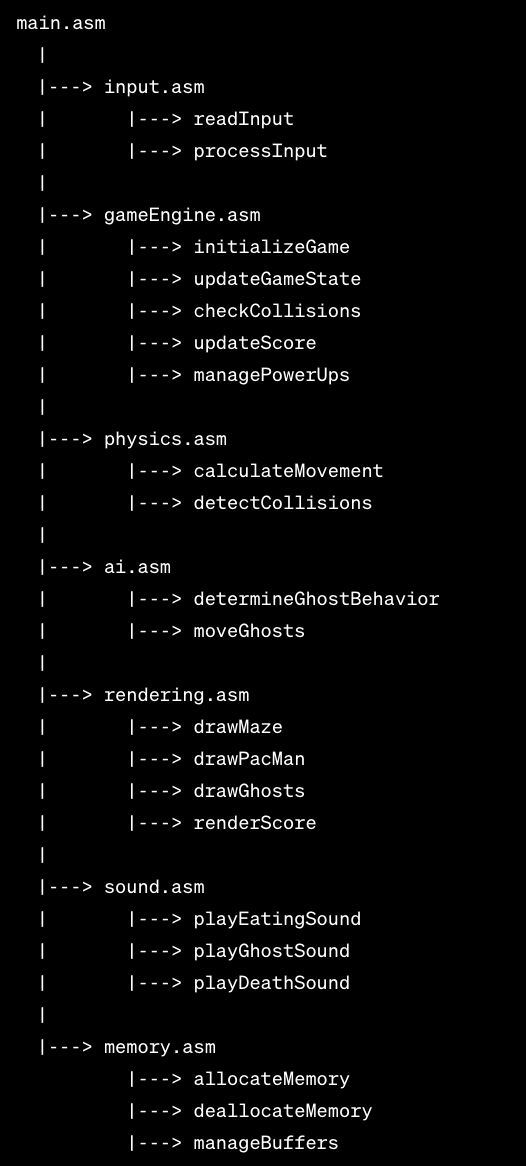 main.asm
  |
  |---> input.asm
  |       |---> readInput
  |       |---> processInput
  |
  |---> gameEngine.asm
  |       |---> initializeGame
  |       |---> updateGameState
  |       |---> checkCollisions
  |       |---> updateScore
  |       |---> managePowerUps
  |
  |---> physics.asm
  |       |---> calculateMovement
  |       |---> detectCollisions
  |
  |---> ai.asm
  |       |---> determineGhostBehavior
  |       |---> moveGhosts
  |
  |---> rendering.asm
  |       |---> drawMaze
  |       |---> drawPacMan
  |       |---> drawGhosts
  |       |---> renderScore
  |
  |---> sound.asm
  |       |---> playEatingSound
  |       |---> playGhostSound
  |       |---> playDeathSound
  |
  |---> memory.asm
          |---> allocateMemory
          |---> deallocateMemory
          |---> manageBuffers